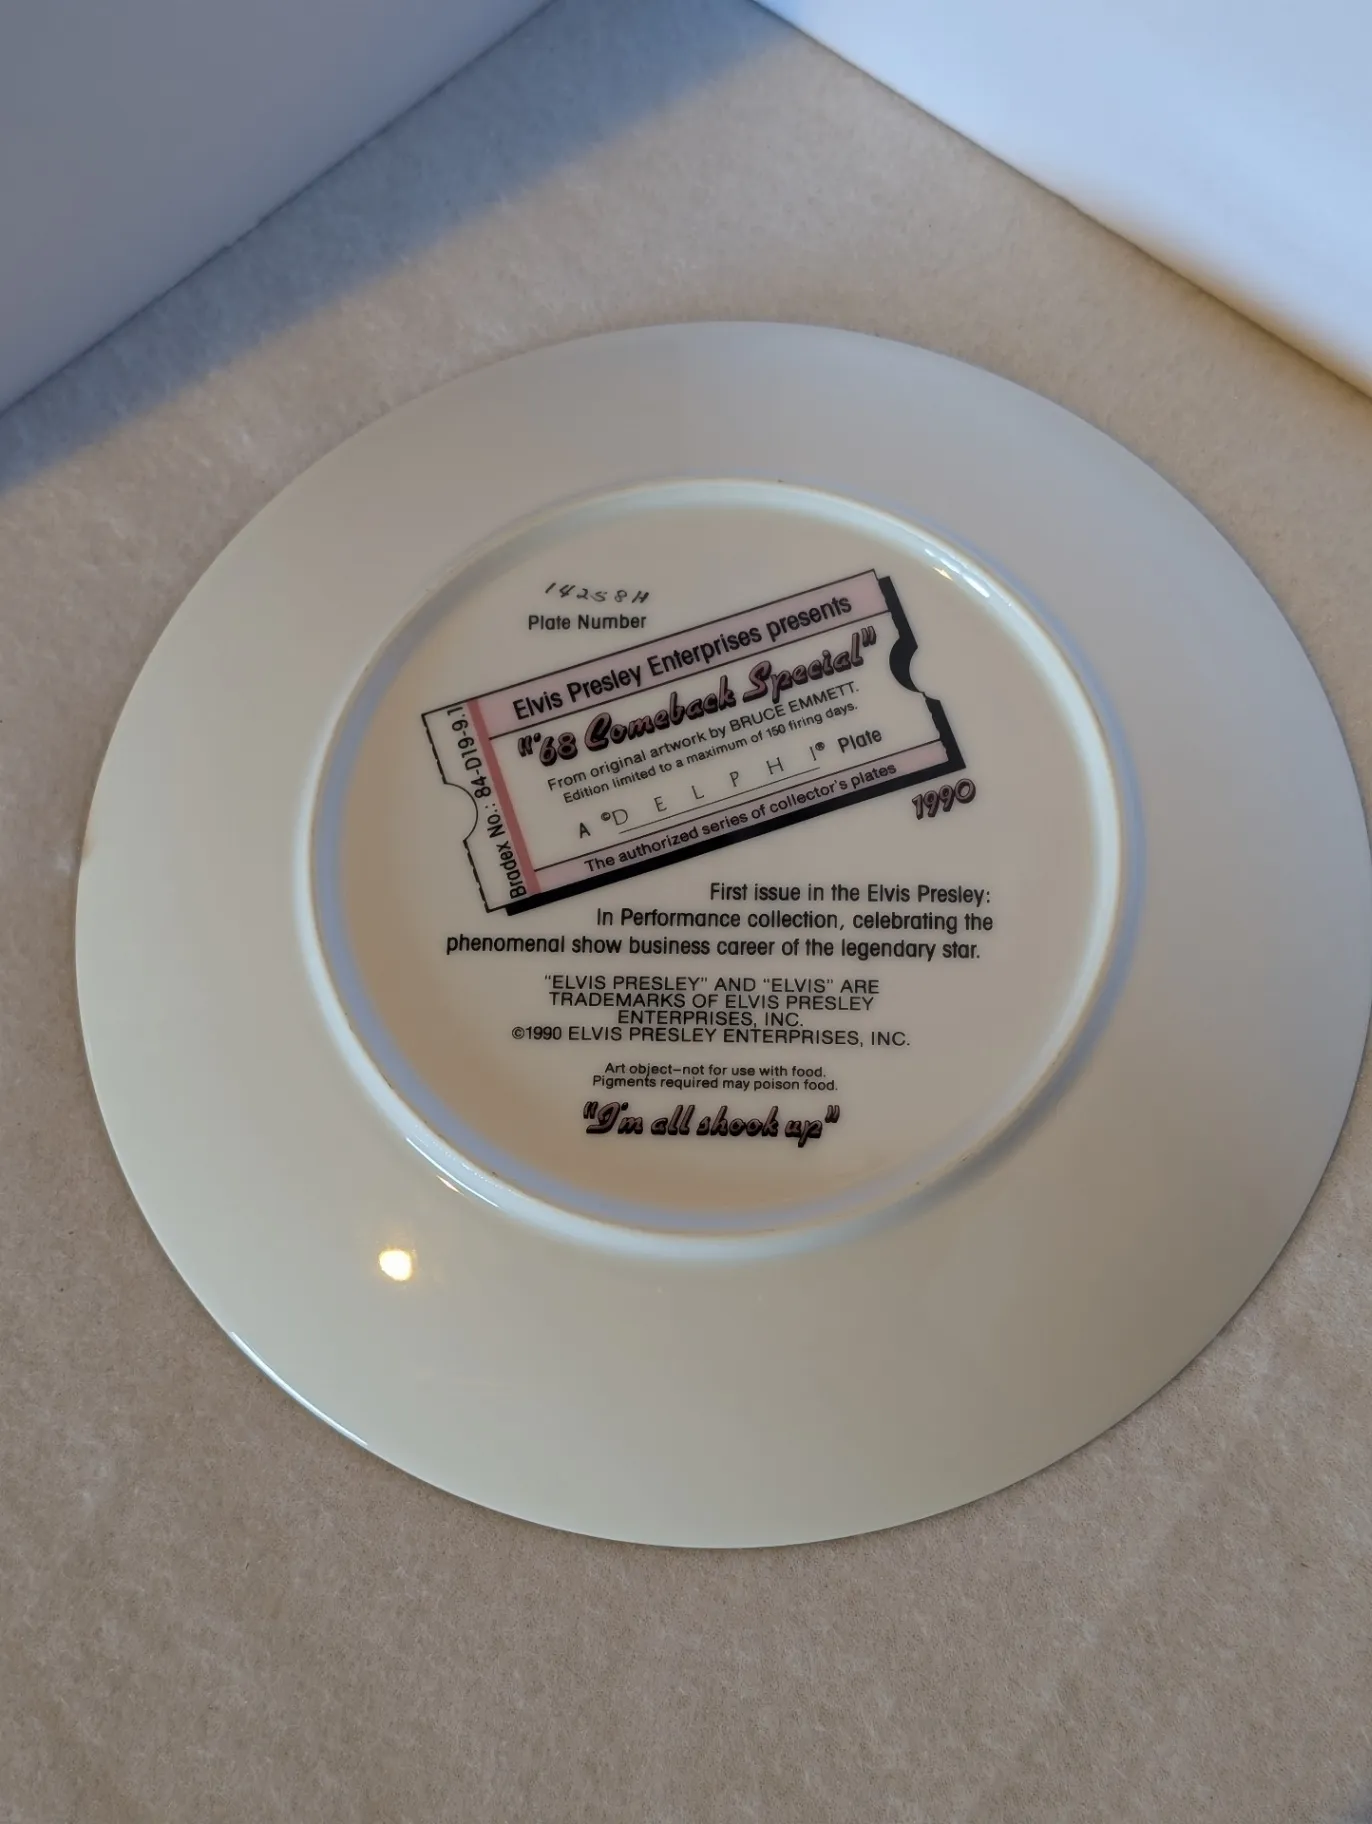 14258H
Plate Number
Elvis Presley Enterprises presents
"'68 Comeback Special"
From original artwork by BRUCE EMMETT.
Edition limited to a maximum of 150 firing days.
A ©DELPHI® Plate
The authorized series of collector's plates
Bradex No.: 84-D19-9.1
1990
First issue in the Elvis Presley:
In Performance collection, celebrating the
phenomenal show business career of the legendary star.
"ELVIS PRESLEY" AND "ELVIS" ARE
TRADEMARKS OF ELVIS PRESLEY
ENTERPRISES, INC.
©1990 ELVIS PRESLEY ENTERPRISES, INC.
Art object—not for use with food.
Pigments required may poison food.
"I'm all shook up"